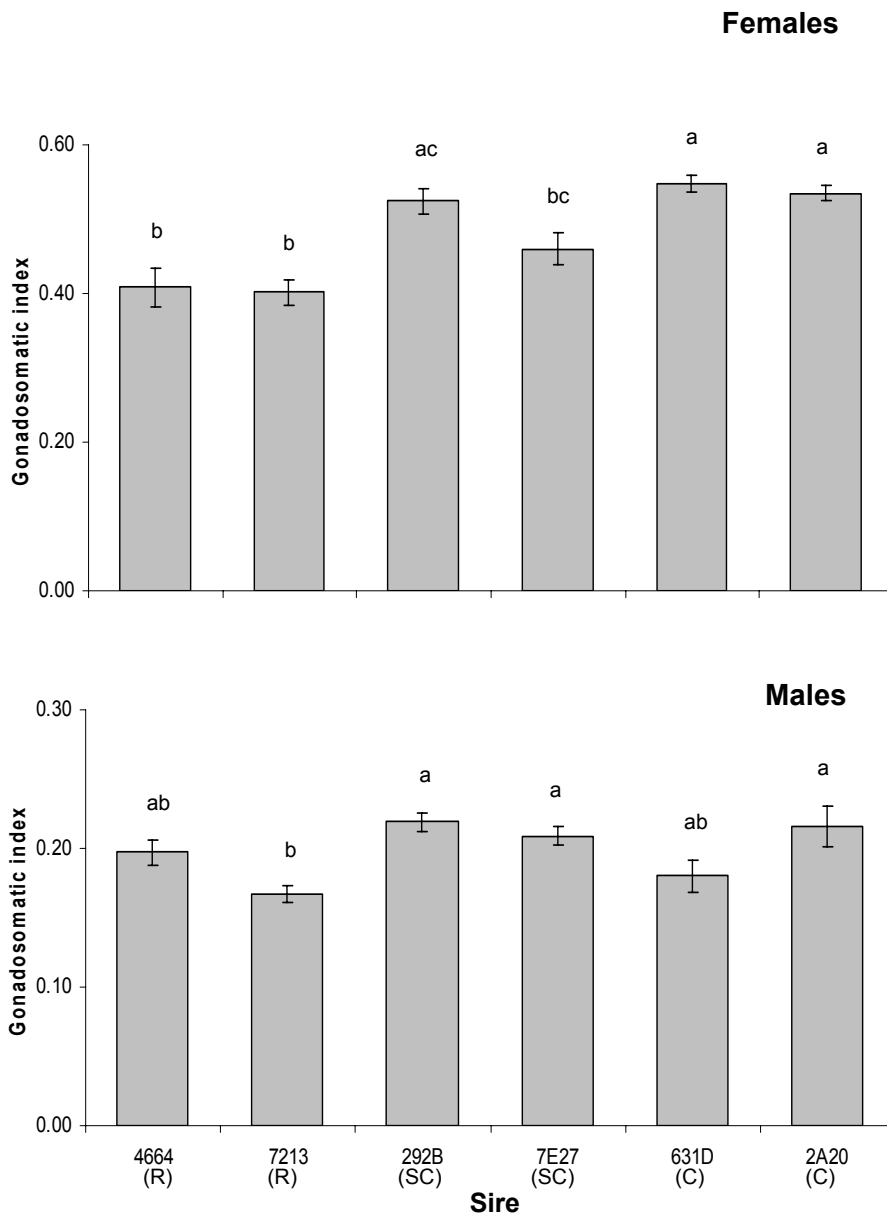 Females
Gonadosomatic index
0.60
0.40
0.20
0.00
b
b
ac
bc
a
a
Males
Gonadosomatic index
0.30
0.20
0.10
0.00
ab
b
a
a
ab
a
4664 7213 292B 7E27 631D 2A20
(R) (R) (SC) (SC) (C) (C)
Sire